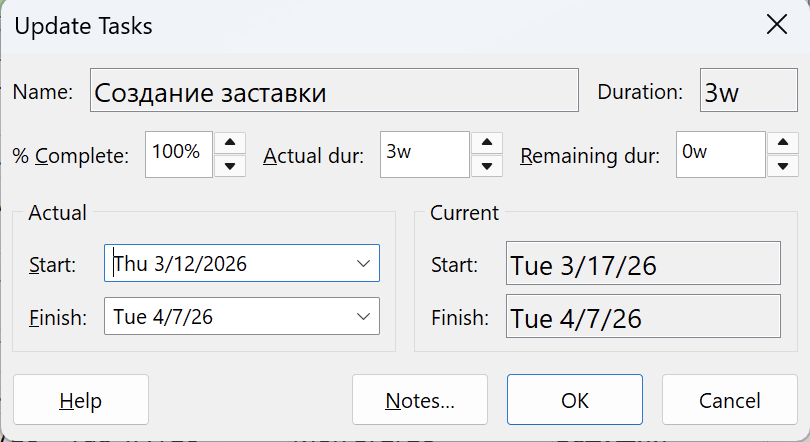 Update Tasks
Name: Создание заставки Duration: 3w
% Complete: 100% Actual dur: 3w Remaining dur: 0w
Actual Current
Start: Thu 3/12/2026 Start: Tue 3/17/26
Finish: Tue 4/7/26 Finish: Tue 4/7/26
Help Notes... OK Cancel